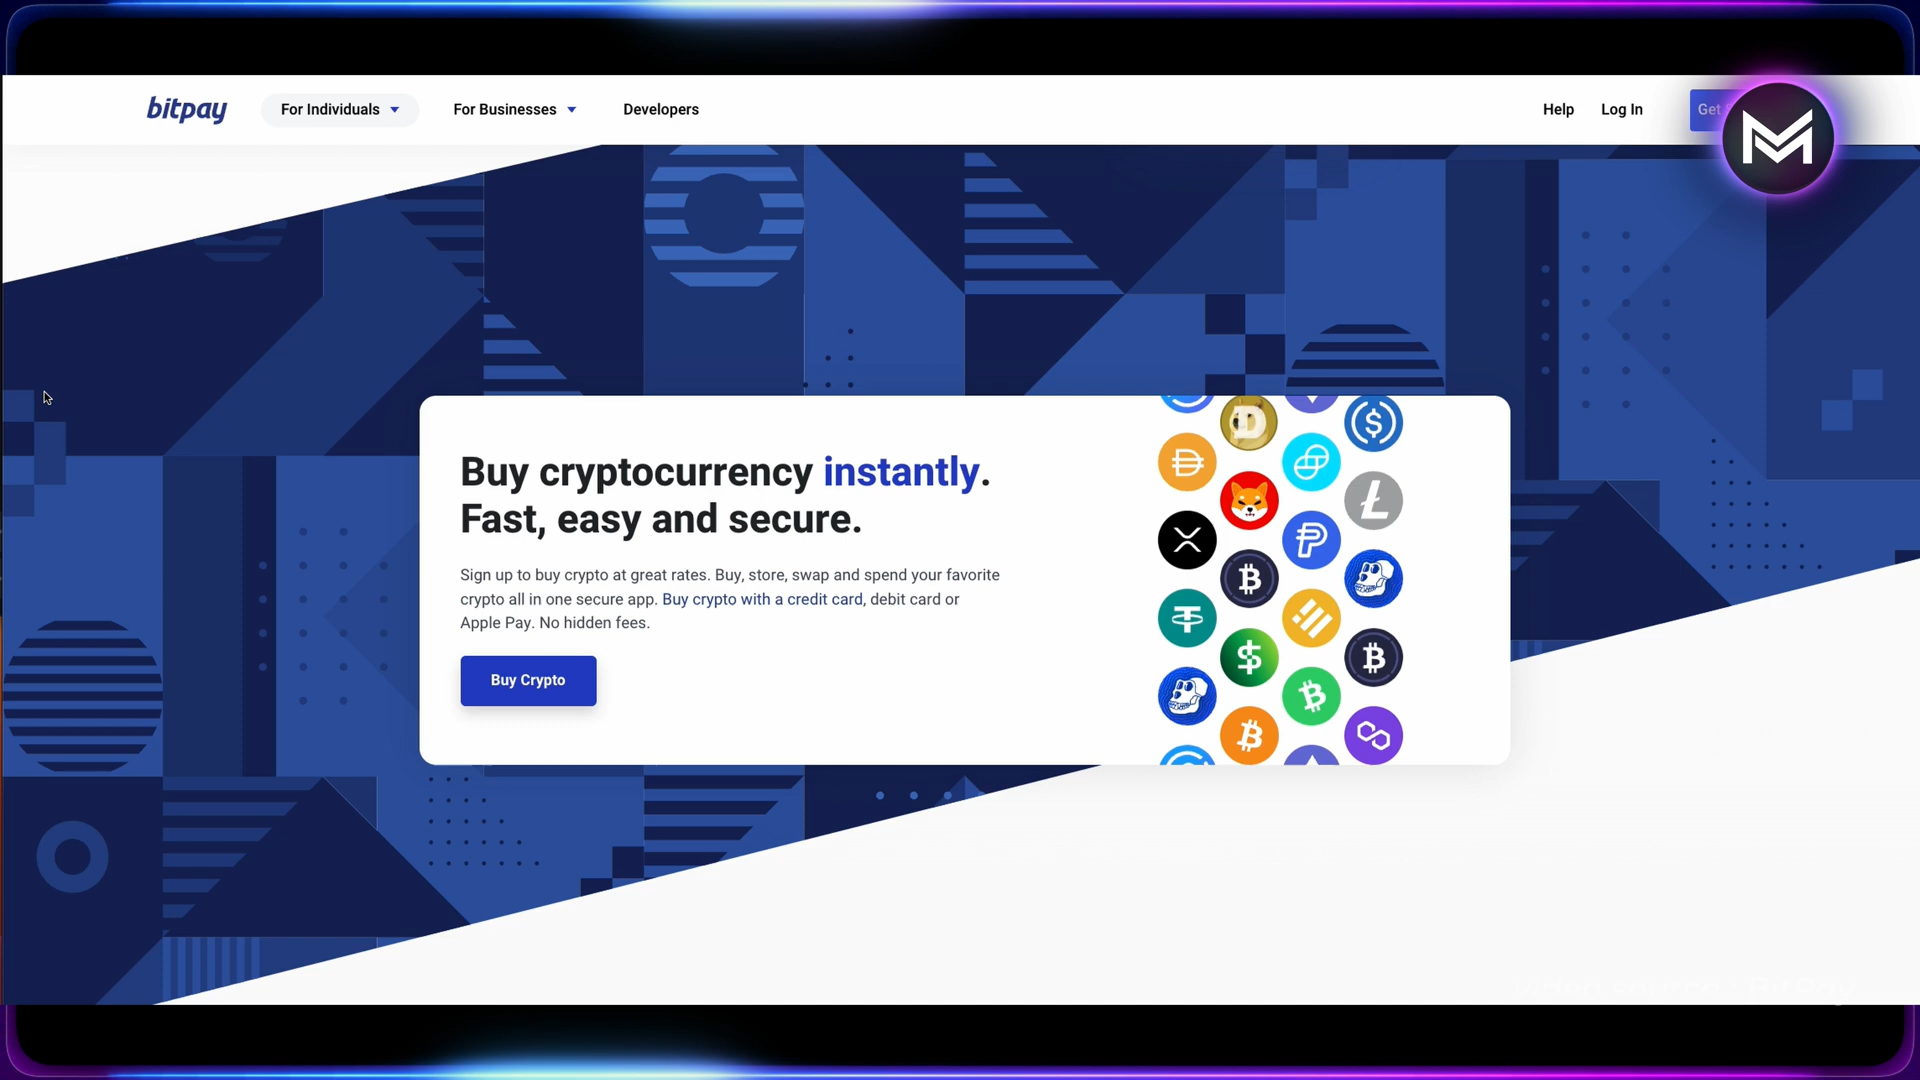 bitpay
For Individuals
For Businesses
Developers
Help
Log In
Get
Buy cryptocurrency instantly.
Fast, easy and secure.
Sign up to buy crypto at great rates. Buy, store, swap and spend your favorite
crypto all in one secure app. Buy crypto with a credit card, debit card or
Apple Pay. No hidden fees.
Buy Crypto